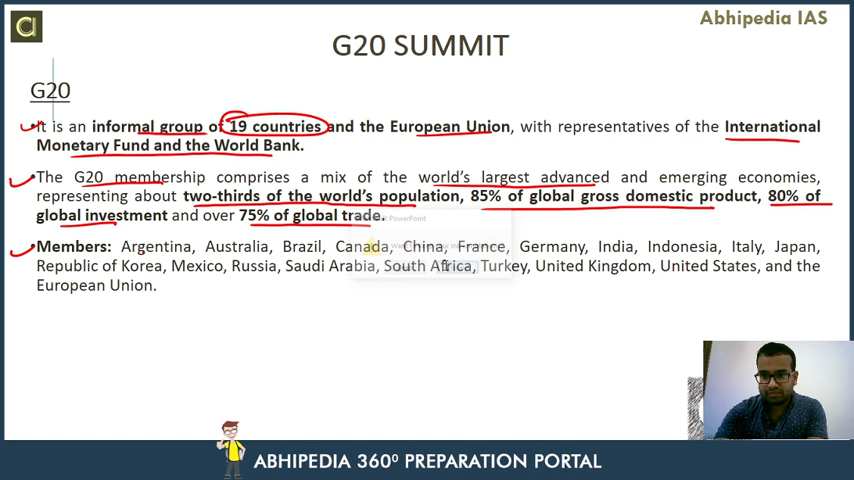 Abhipedia IAS
G20 SUMMIT
G20
•It is an informal group of 19 countries and the European Union, with representatives of the International
Monetary Fund and the World Bank.
•The G20 membership comprises a mix of the world's largest advanced and emerging economies,
representing about two-thirds of the world's population, 85% of global gross domestic product, 80% of
global investment and over 75% of global trade.
•Members: Argentina, Australia, Brazil, Canada, China, France, Germany, India, Indonesia, Italy, Japan,
Republic of Korea, Mexico, Russia, Saudi Arabia, South Africa, Turkey, United Kingdom, United States, and the
European Union.
ABHIPEDIA 360⁰ PREPARATION PORTAL